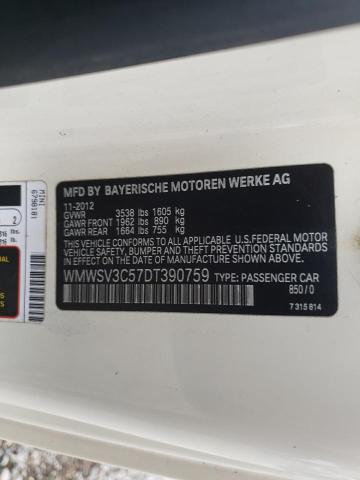 MFD BY BAYERISCHE MOTOREN WERKE AG
11-2012
GVWR 3538 lbs 1605 kg
GAWR FRONT 1962 lbs 890 kg
GAWR REAR 1664 lbs 755 kg
THIS VEHICLE CONFORMS TO ALL APPLICABLE U.S.FEDERAL MOTOR
VEHICLE SAFETY, BUMPER AND THEFT PREVENTION STANDARDS
IN EFFECT ON THE DATE OF MANUFACTURE SHOWN ABOVE.
WMWSV3C57DT390759 TYPE: PASSENGER CAR
850/0
7 315 814
MINI
6798181
2